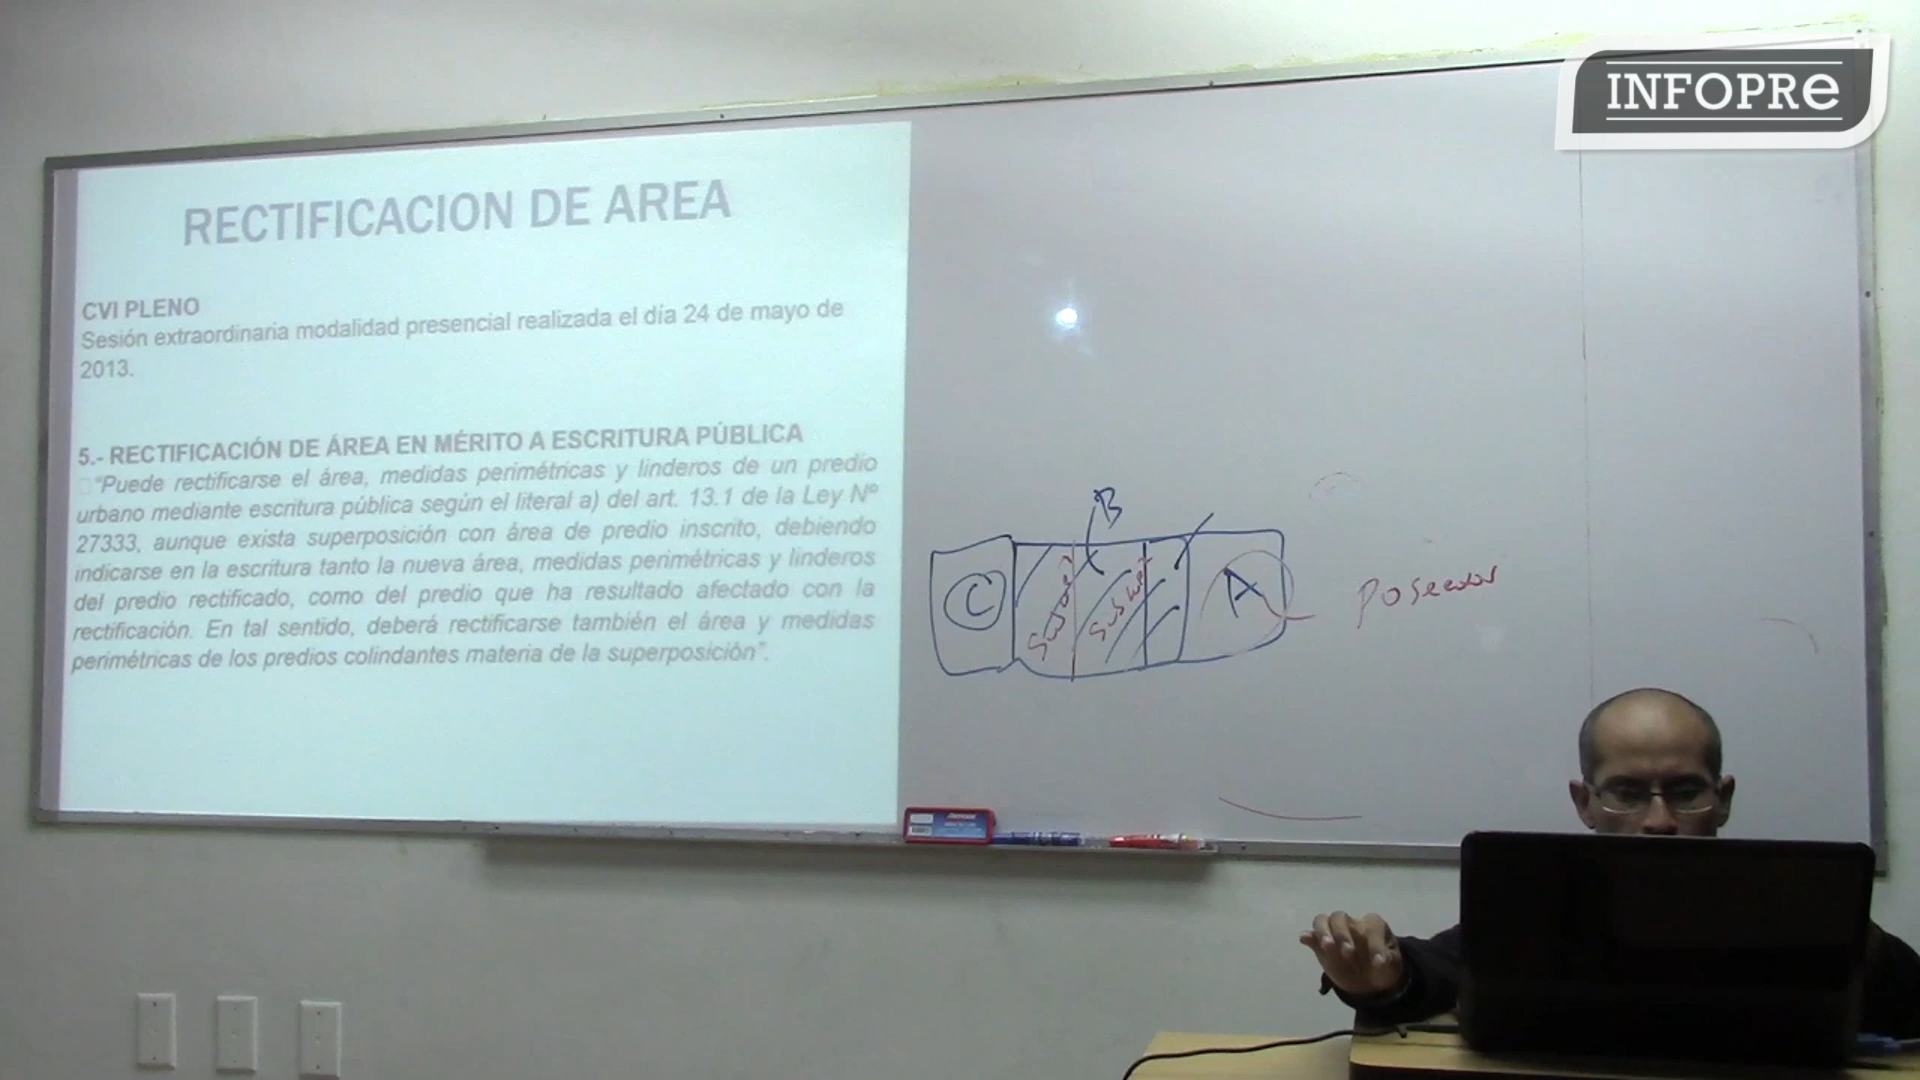 INFOPRe
RECTIFICACION DE AREA
CVI PLENO
Sesión extraordinaria modalidad presencial realizada el día 24 de mayo de
2013.
5.- RECTIFICACIÓN DE ÁREA EN MÉRITO A ESCRITURA PÚBLICA
“Puede rectificarse el área, medidas perimétricas y linderos de un predio
urbano mediante escritura pública según el literal a) del art. 13.1 de la Ley Nº
27333, aunque exista superposición con área de predio inscrito, debiendo
indicarse en la escritura tanto la nueva área, medidas perimétricas y linderos
del predio rectificado, como del predio que ha resultado afectado con la
rectificación. En tal sentido, deberá rectificarse también el área y medidas
perimétricas de los predios colindantes materia de la superposición”.
B
C
A
Poseedor